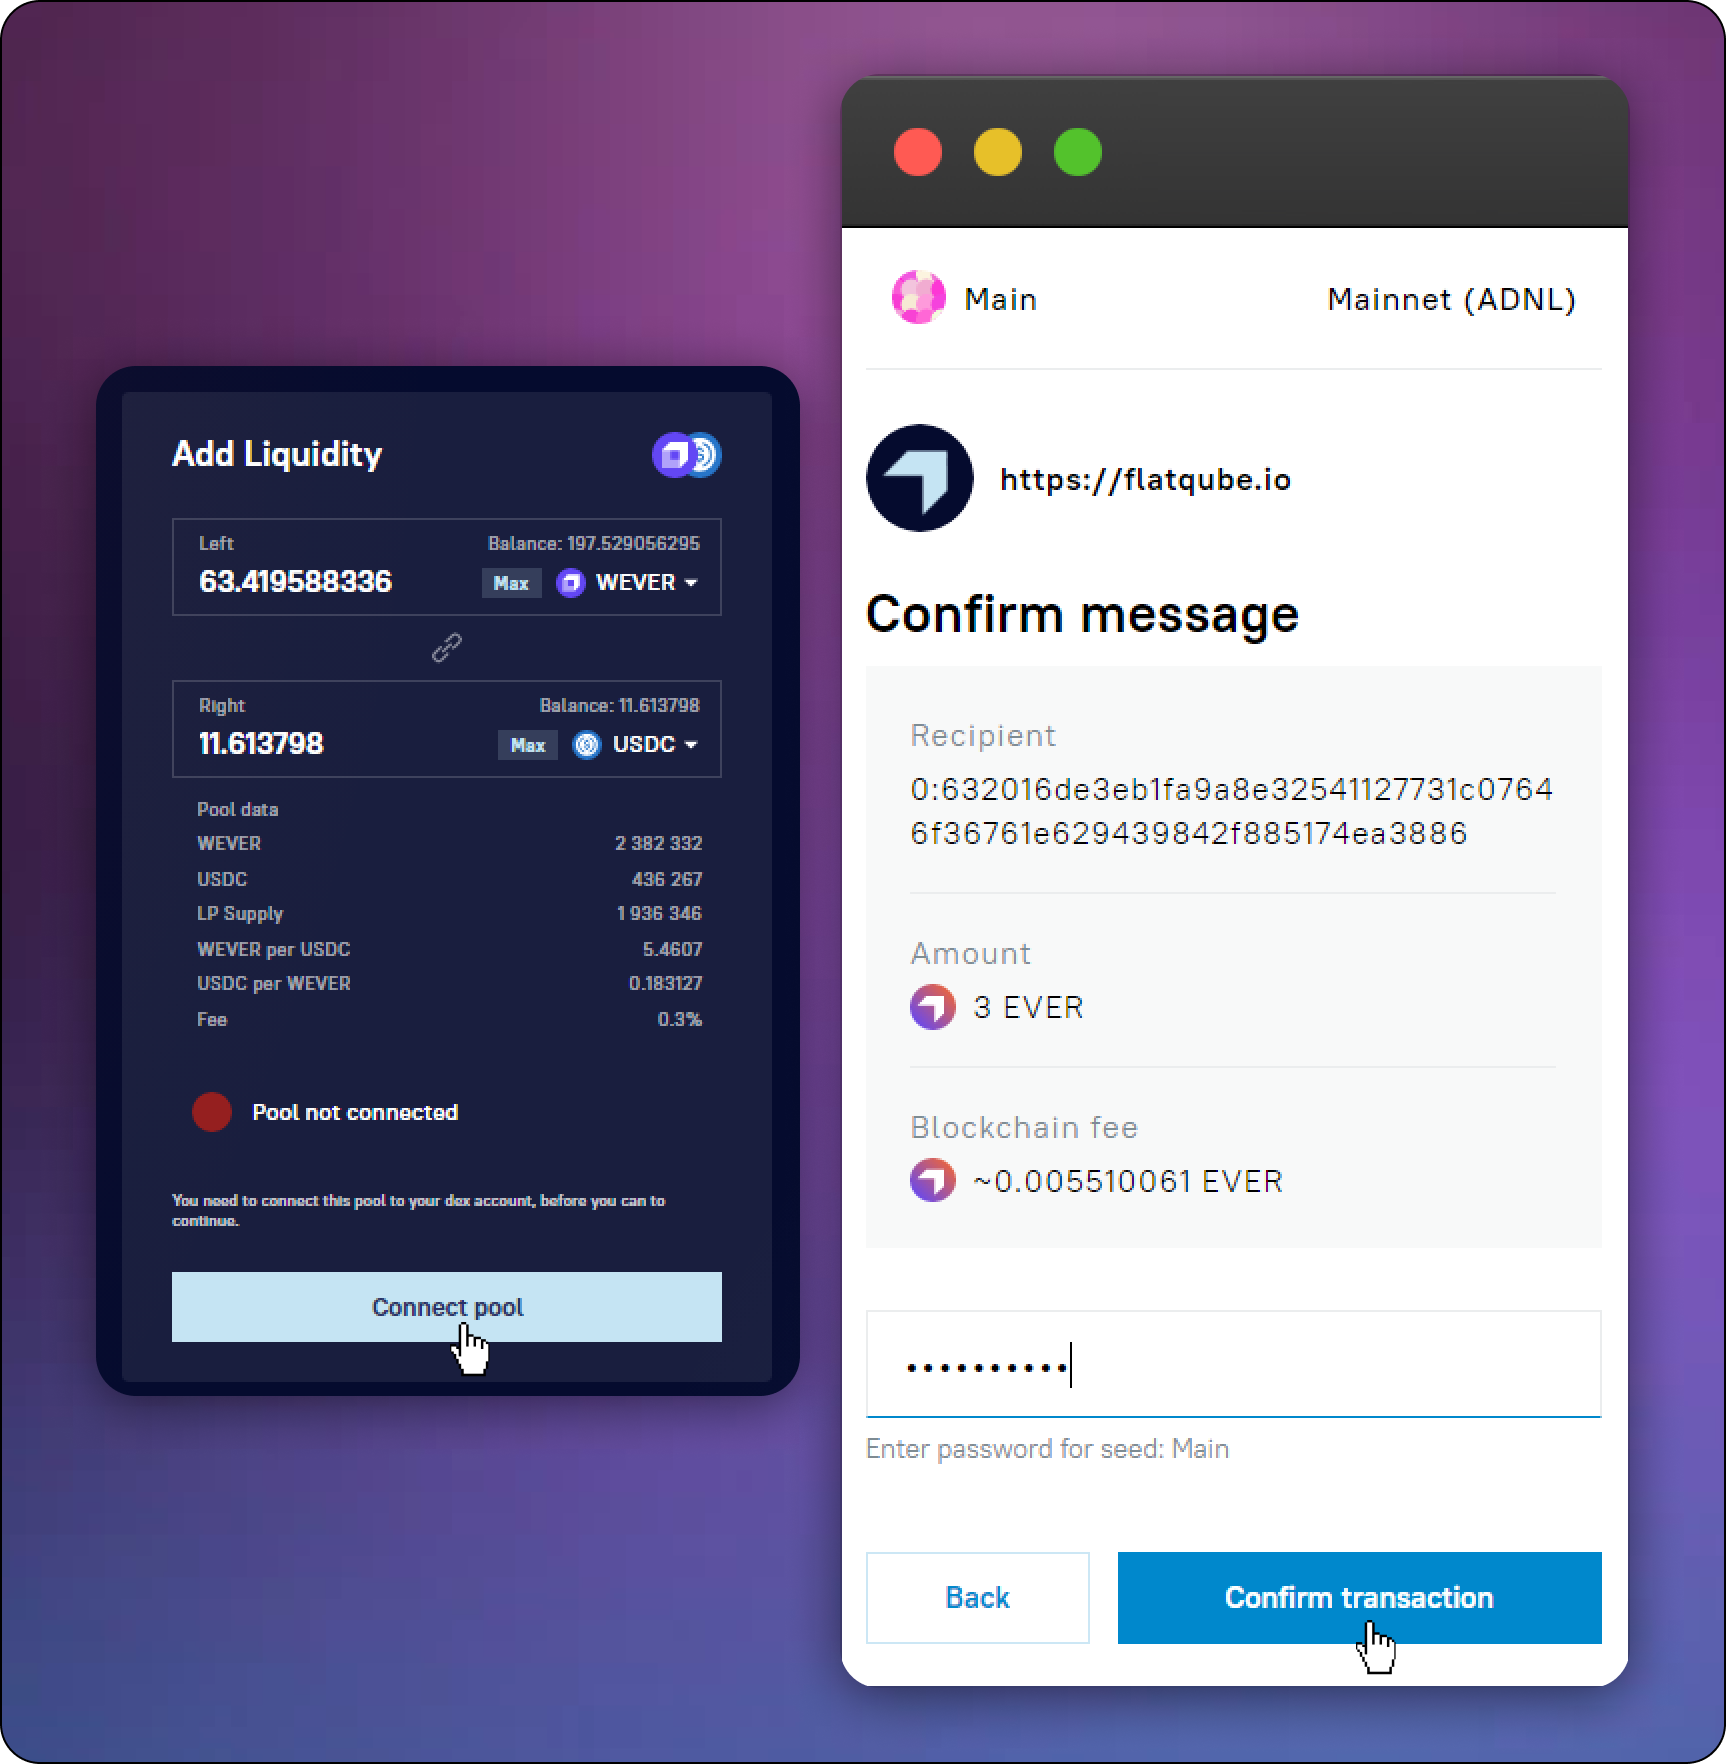 Add Liquidity
Left Balance: 197.529056295
63.419588336 Max WEVER
Right Balance: 11.613798
11.613798 Max USDC
Pool data
WEVER 2 382 332
USDC 436 267
LP Supply 1 936 346
WEVER per USDC 5.4607
USDC per WEVER 0.183127
Fee 0.3%
Pool not connected
You need to connect this pool to your dex account, before you can to
continue.
Connect pool
Main Mainnet (ADNL)
https://flatqube.io
Confirm message
Recipient
0:632016de3eb1fa9a8e32541127731c0764
6f36761e629439842f885174ea3886
Amount
3 EVER
Blockchain fee
~0.005510061 EVER
••••••••••
Enter password for seed: Main
Back Confirm transaction